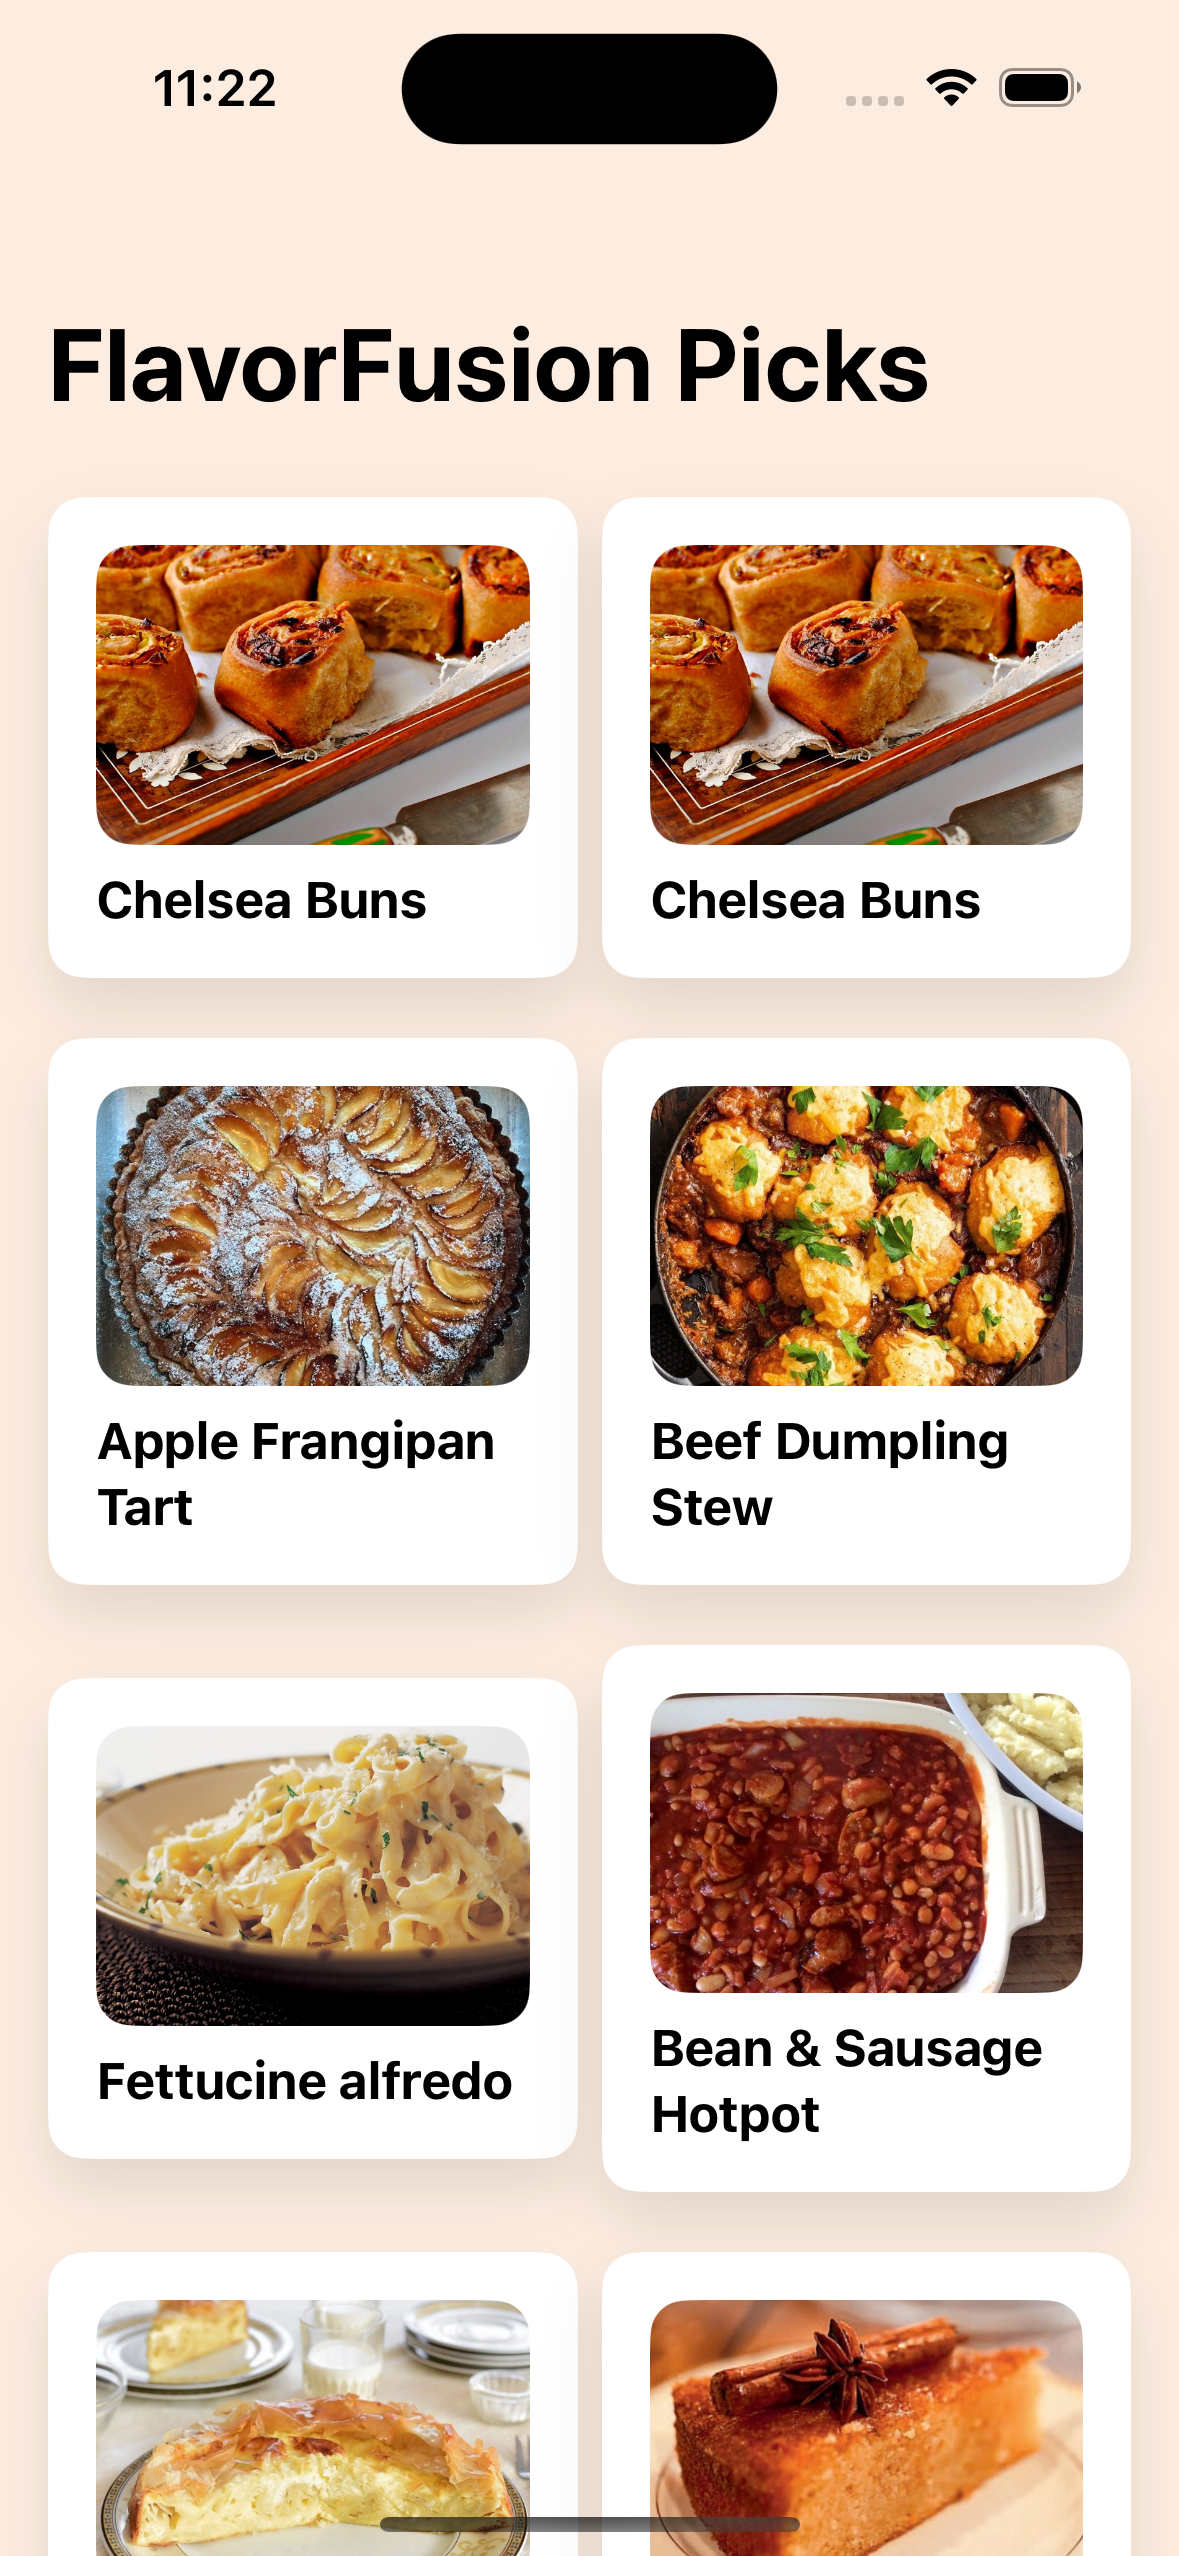 11:22
FlavorFusion Picks
Chelsea Buns
Chelsea Buns
Apple Frangipan
Tart
Beef Dumpling
Stew
Fettucine alfredo
Bean & Sausage
Hotpot